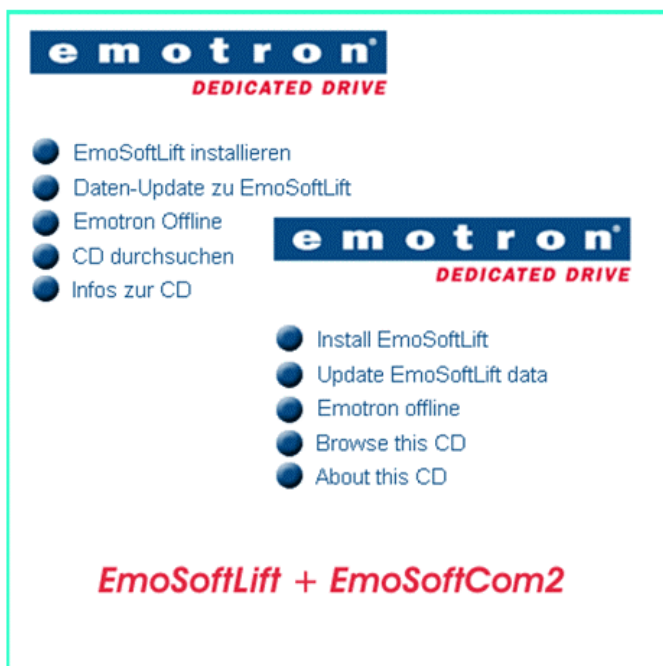 emotron®
DEDICATED DRIVE
EmoSoftLift installieren
Daten-Update zu EmoSoftLift
Emotron Offline
CD durchsuchen
Infos zur CD
emotron®
DEDICATED DRIVE
Install EmoSoftLift
Update EmoSoftLift data
Emotron offline
Browse this CD
About this CD
EmoSoftLift + EmoSoftCom2